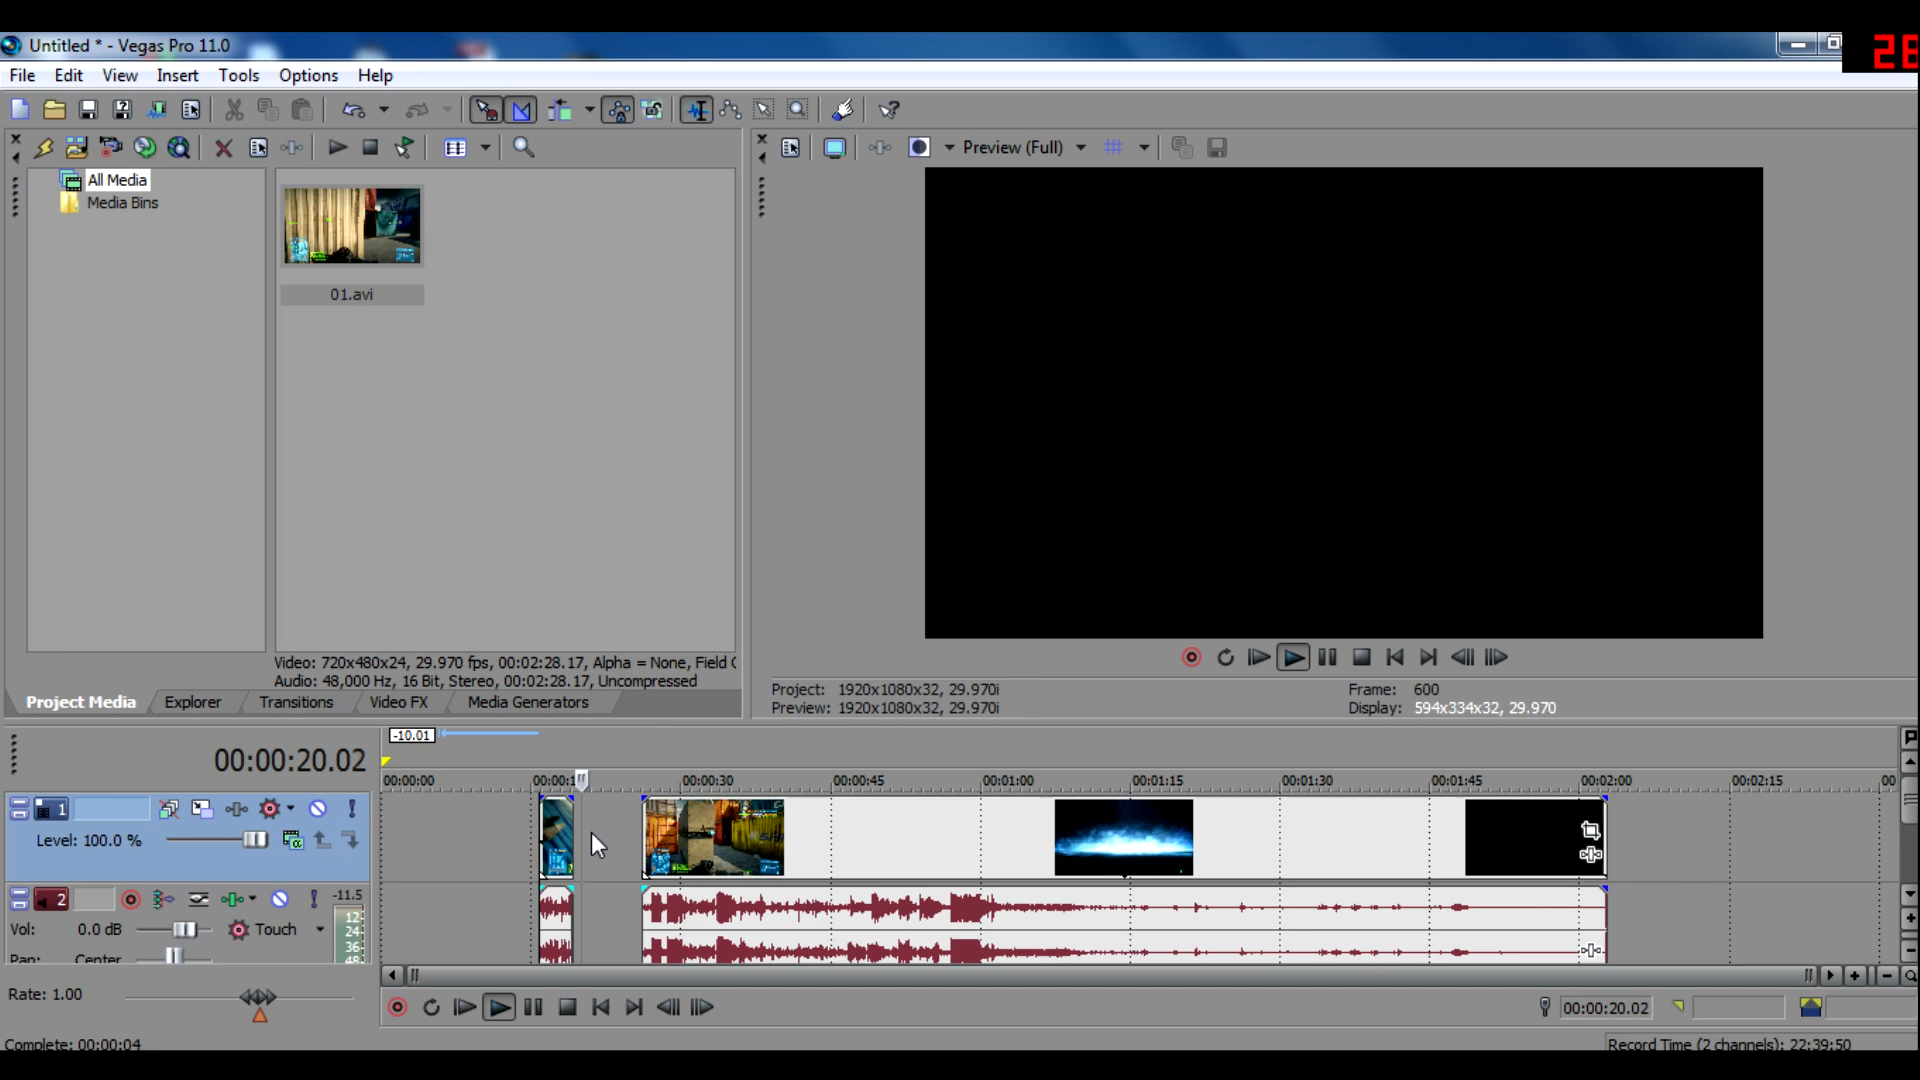 Untitled * - Vegas Pro 11.0
28
File Edit View Insert Tools Options Help
Preview (Full)
All Media
Media Bins
01.avi
Video: 720x480x24, 29.970 fps, 00:02:28.17, Alpha = None, Field
Audio: 48,000 Hz, 16 Bit, Stereo, 00:02:28.17, Uncompressed
Project Media Explorer Transitions Video FX Media Generators
Project: 1920x1080x32, 29.970i
Preview: 1920x1080x32, 29.970i
Frame: 600
Display: 594x334x32, 29.970
-10.01
00:00:20.02
00:00:00 00:00:1 00:00:30 00:00:45 00:01:00 00:01:15 00:01:30 00:01:45 00:02:00 00:02:15 00
1
Level: 100.0 %
2
-11.5
Vol: 0.0 dB Touch
12
24
36
48
Pan: Center
Rate: 1.00
00:00:20.02
Complete: 00:00:04
Record Time (2 channels): 22:39:50